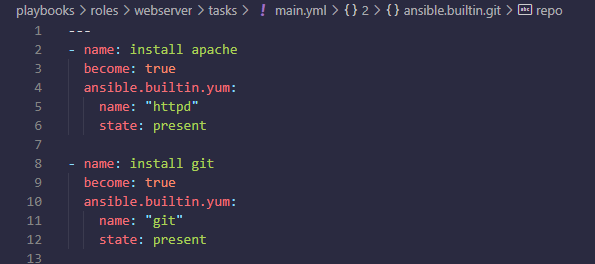 playbooks > roles > webserver > tasks > ! main.yml > {} 2 > {} ansible.builtin.git > abc repo
1 ---
2 - name: install apache
3   become: true
4   ansible.builtin.yum:
5     name: "httpd"
6     state: present
7
8 - name: install git
9   become: true
10   ansible.builtin.yum:
11     name: "git"
12     state: present
13